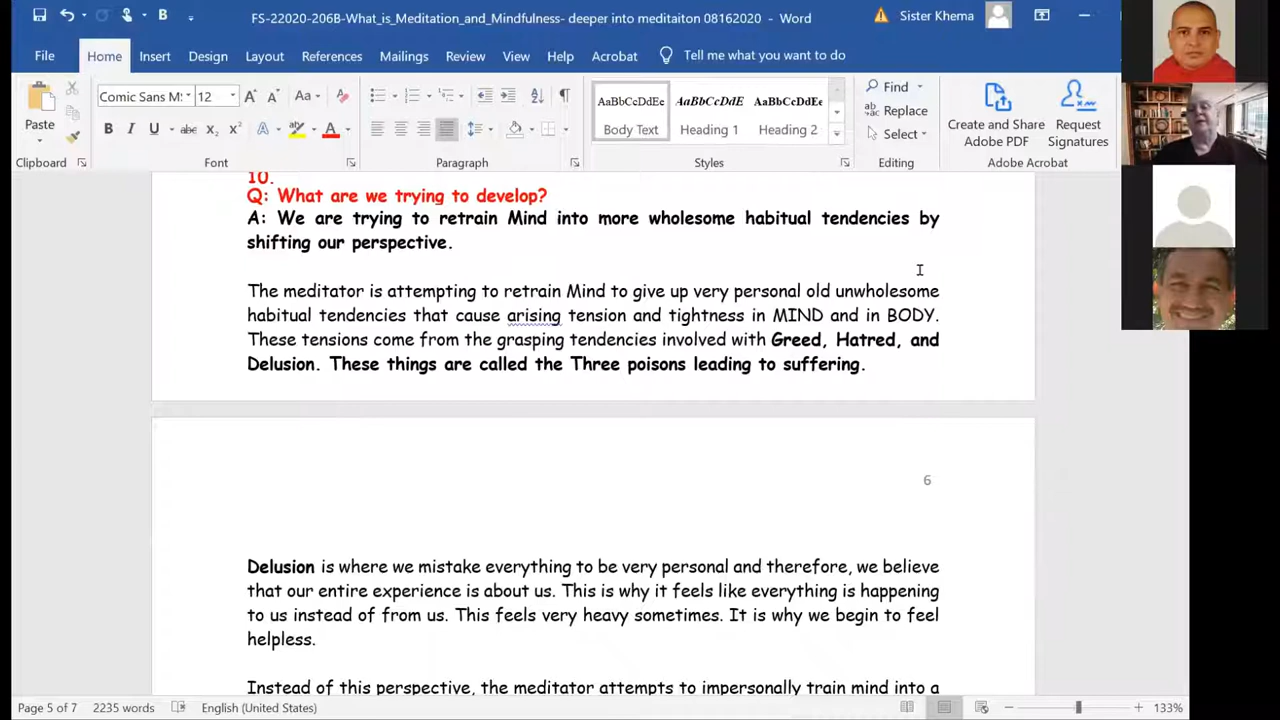 FS-22020-206B-What_is_Meditation_and_Mindfulness- deeper into meditaiton 08162020 - Word
Sister Khema
File Home Insert Design Layout References Mailings Review View Help Acrobat Tell me what you want to do
Paste
Clipboard
Comic Sans M: 12
Font
Paragraph
AaBbCcDdEe AaBbCcDdE AaBbCcDdEe
Body Text Heading 1 Heading 2
Styles
Find
Replace
Select
Editing
Create and Share Adobe PDF
Request Signatures
Adobe Acrobat
10.
Q: What are we trying to develop?
A: We are trying to retrain Mind into more wholesome habitual tendencies by
shifting our perspective.
The meditator is attempting to retrain Mind to give up very personal old unwholesome
habitual tendencies that cause arising tension and tightness in MIND and in BODY.
These tensions come from the grasping tendencies involved with Greed, Hatred, and
Delusion. These things are called the Three poisons leading to suffering.
6
Delusion is where we mistake everything to be very personal and therefore, we believe
that our entire experience is about us. This is why it feels like everything is happening
to us instead of from us. This feels very heavy sometimes. It is why we begin to feel
helpless.
Instead of this perspective, the meditator attempts to impersonally train mind into a
Page 5 of 7 2235 words English (United States) 133%